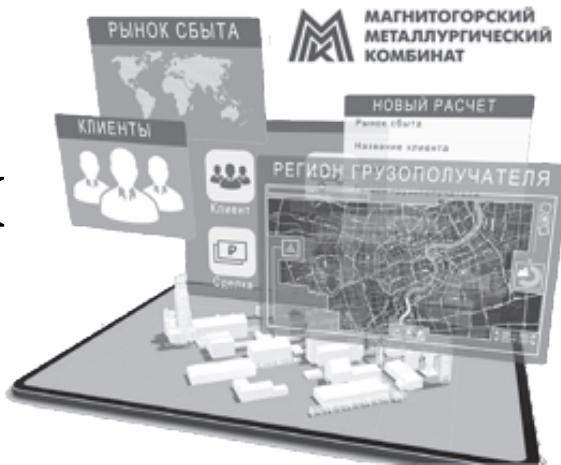 МАГНИТОГОРСКИЙ
МЕТАЛЛУРГИЧЕСКИЙ
КОМБИНАТ
РЫНОК СБЫТА
НОВЫЙ РАСЧЕТ
Рынок сбыта
Название клиента
КЛИЕНТЫ
РЕГИОН ГРУЗОПОЛУЧАТЕЛЯ
Клиент
Сделка